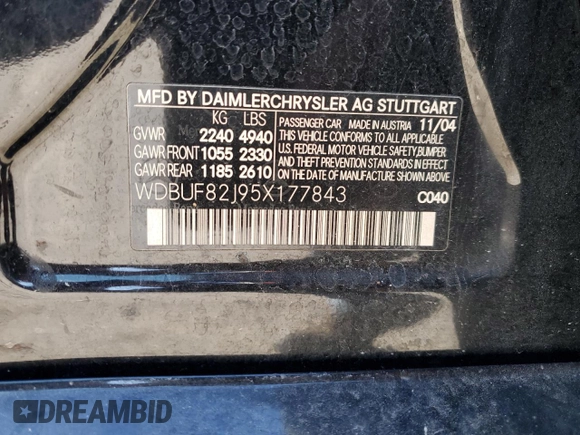 MFD BY DAIMLERCHRYSLER AG STUTTGART
KG LBS
GVWR 2240 4940
GAWR FRONT 1055 2330
GAWR REAR 1185 2610
PASSENGER CAR MADE IN AUSTRIA 11/04
THIS VEHICLE CONFORMS TO ALL APPLICABLE
U.S. FEDERAL MOTOR VEHICLE SAFETY, BUMPER
AND THEFT PREVENTION STANDARDS IN EFFECT
ON THE DATE OF MANUFACTURE SHOWN ABOVE
WDBUF82J95X177843 C040
DREAMBID